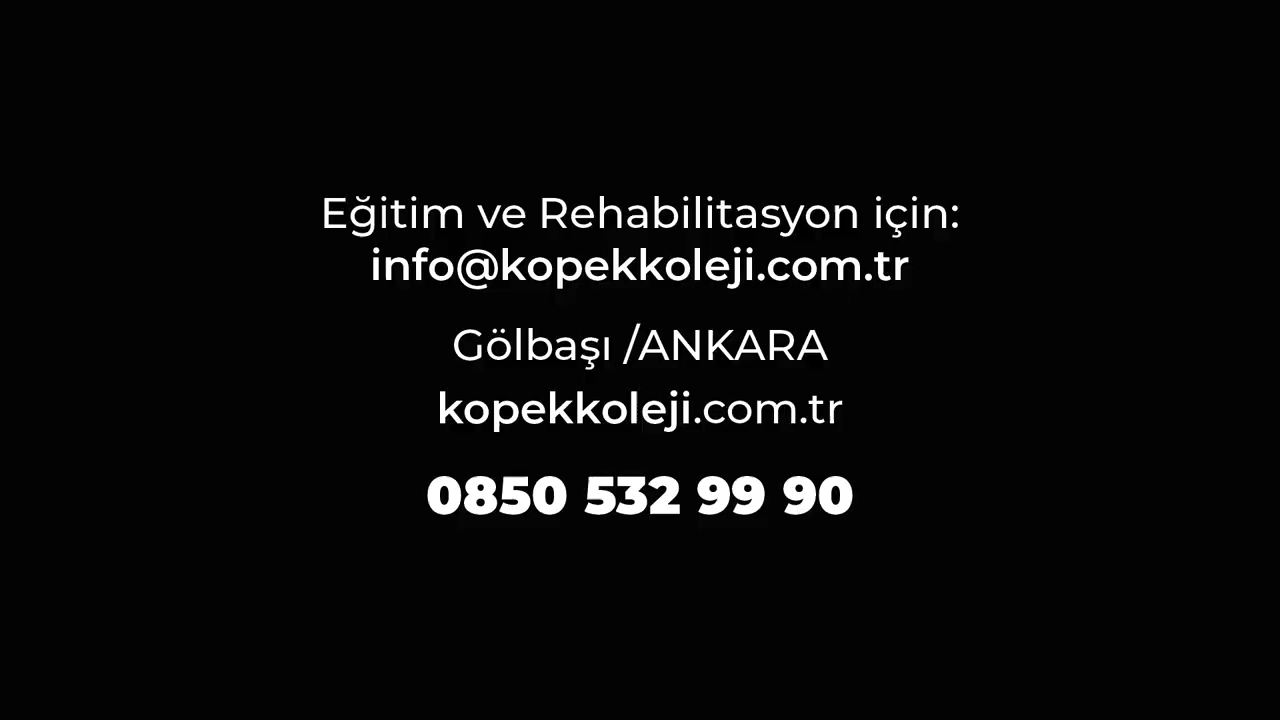 Eğitim ve Rehabilitasyon için:
info@kopekkoleji.com.tr
Gölbaşı /ANKARA
kopekkoleji.com.tr
0850 532 99 90